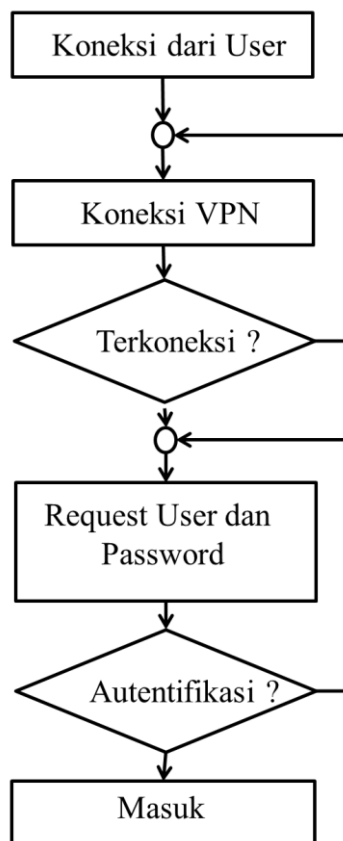 Koneksi dari User
Koneksi VPN
Terkoneksi ?
Request User dan
Password
Autentifikasi ?
Masuk